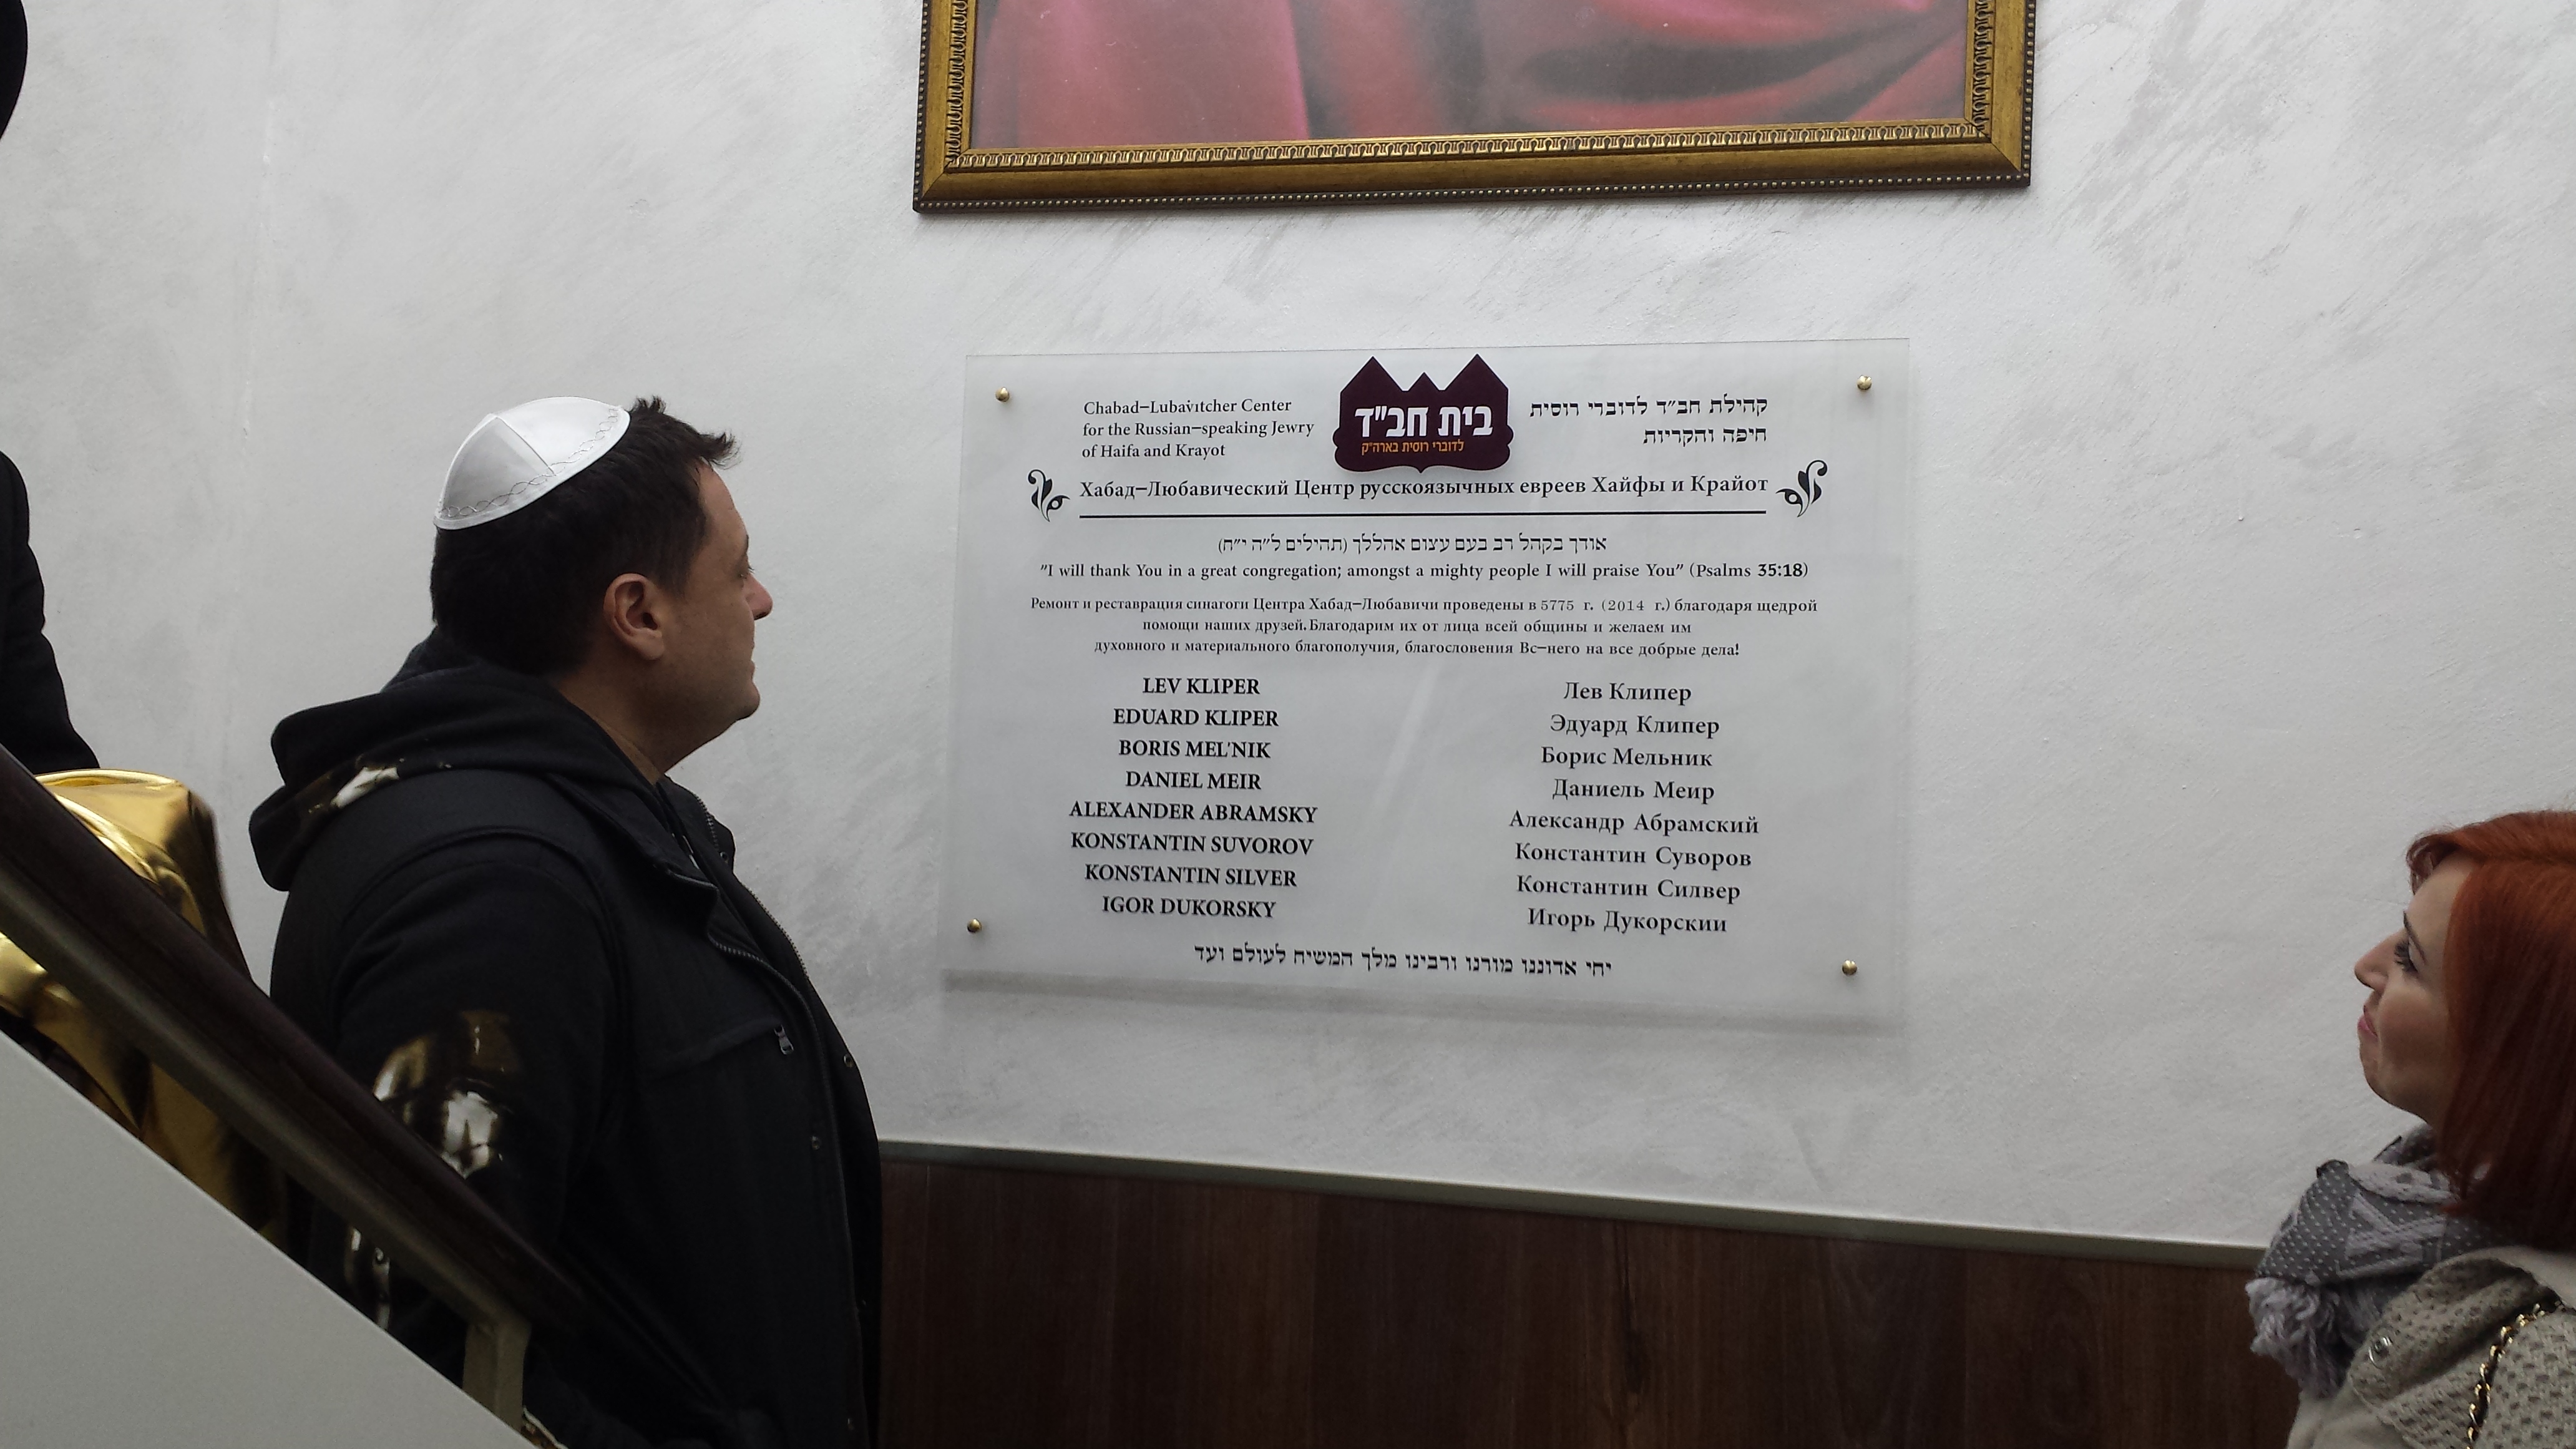 Chabad–Lubavitcher Center
for the Russian–speaking Jewry
of Haifa and Krayot
בית חב"ד
לדוברי רוסית בארה"ק
קהילת חב"ד לדוברי רוסית
חיפה והקריות
Хабад–Любавический Центр русскоязычных евреев Хайфы и Крайот
אודך בקהל רב בעם עצום אהללך (תהילים ל"ה י"ח)
"I will thank You in a great congregation; amongst a mighty people I will praise You" (Psalms 35:18)
Ремонт и реставрация синагоги Центра Хабад–Любавичи проведены в 5775 г. (2014 г.) благодаря щедрой
помощи наших друзей. Благодарим их от лица всей общины и желаем им
духовного и материального благополучия, благословения Вс–него на все добрые дела!
LEV KLIPER
EDUARD KLIPER
BORIS MEL'NIK
DANIEL MEIR
ALEXANDER ABRAMSKY
KONSTANTIN SUVOROV
KONSTANTIN SILVER
IGOR DUKORSKY
Лев Клипер
Эдуард Клипер
Борис Мельник
Даниель Меир
Александр Абрамский
Константин Суворов
Константин Силвер
Игорь Дукорскии
יחי אדוננו מורנו ורבינו מלך המשיח לעולם ועד